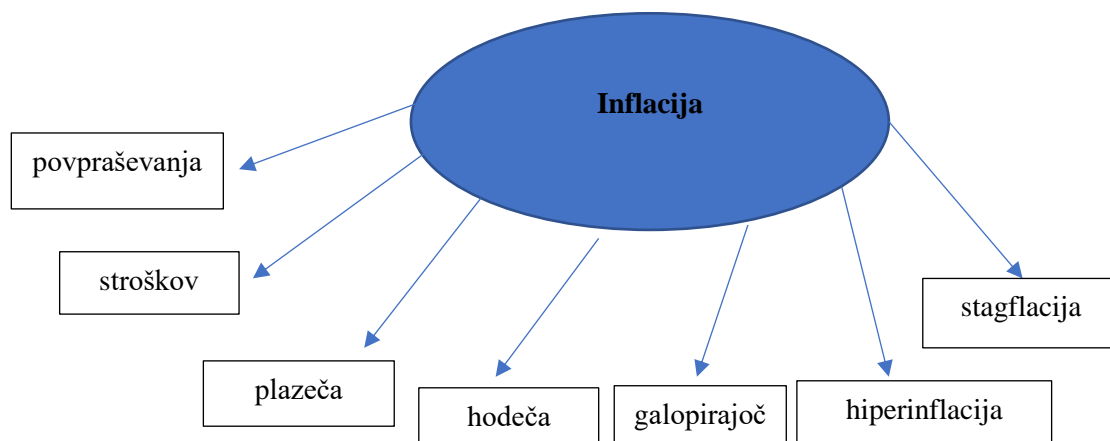 Inflacija
povpraševanja
stroškov
plazeča
hodeča
galopirajoč
hiperinflacija
stagflacija